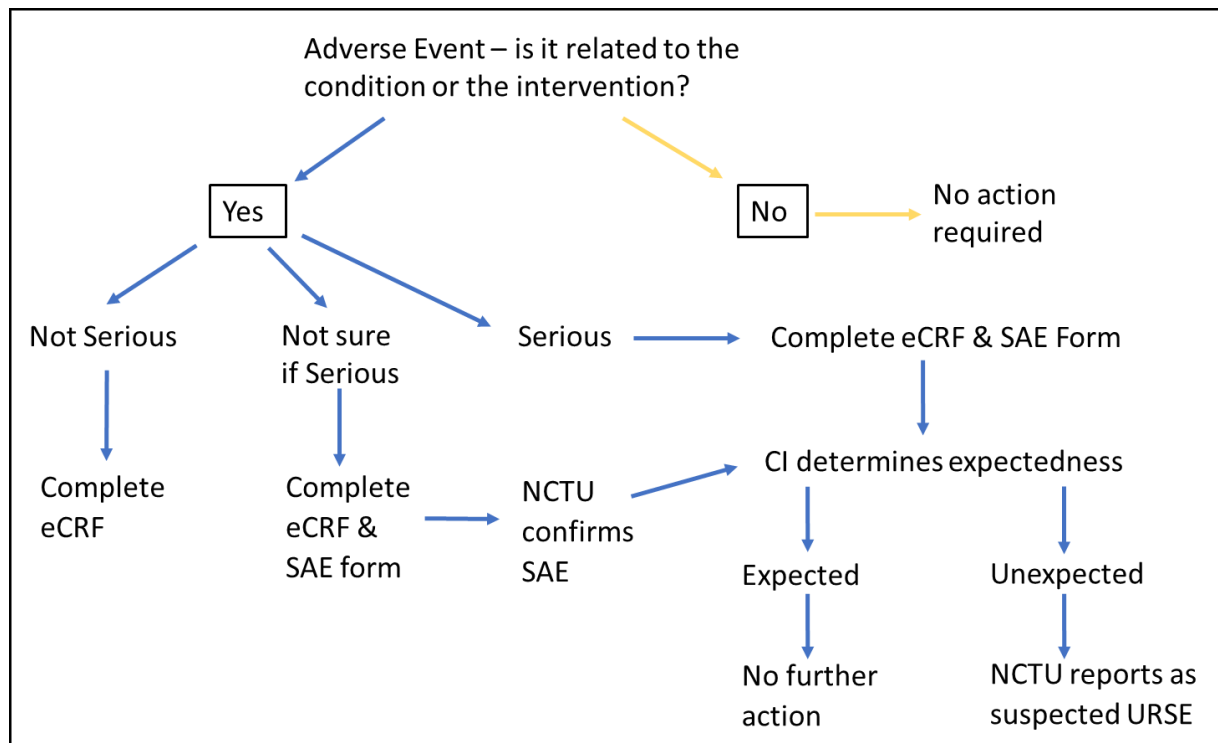 Adverse Event – is it related to the
condition or the intervention?
Yes
No
No action
required
Not Serious
Not sure
if Serious
Serious
Complete eCRF & SAE Form
Complete
eCRF
Complete
eCRF &
SAE form
NCTU
confirms
SAE
CI determines expectedness
Expected
Unexpected
No further
action
NCTU reports as
suspected URSE